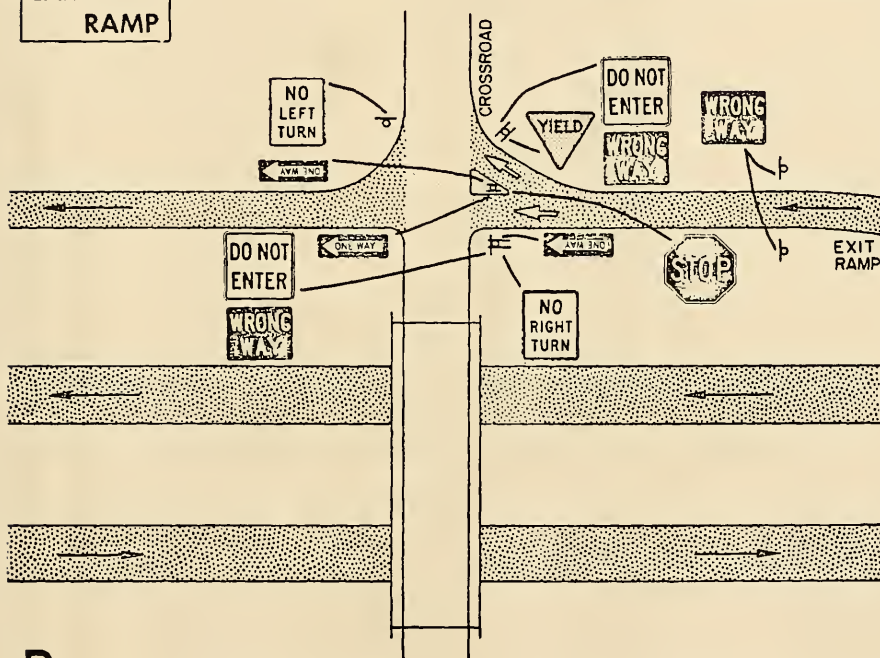 RAMP
NO
LEFT
TURN
CROSSROAD
DO NOT
ENTER
YIELD
WRONG
WAY
WRONG
WAY
ONE WAY
DO NOT
ENTER
WRONG
WAY
ONE WAY
ONE WAY
NO
RIGHT
TURN
STOP
EXIT
RAMP